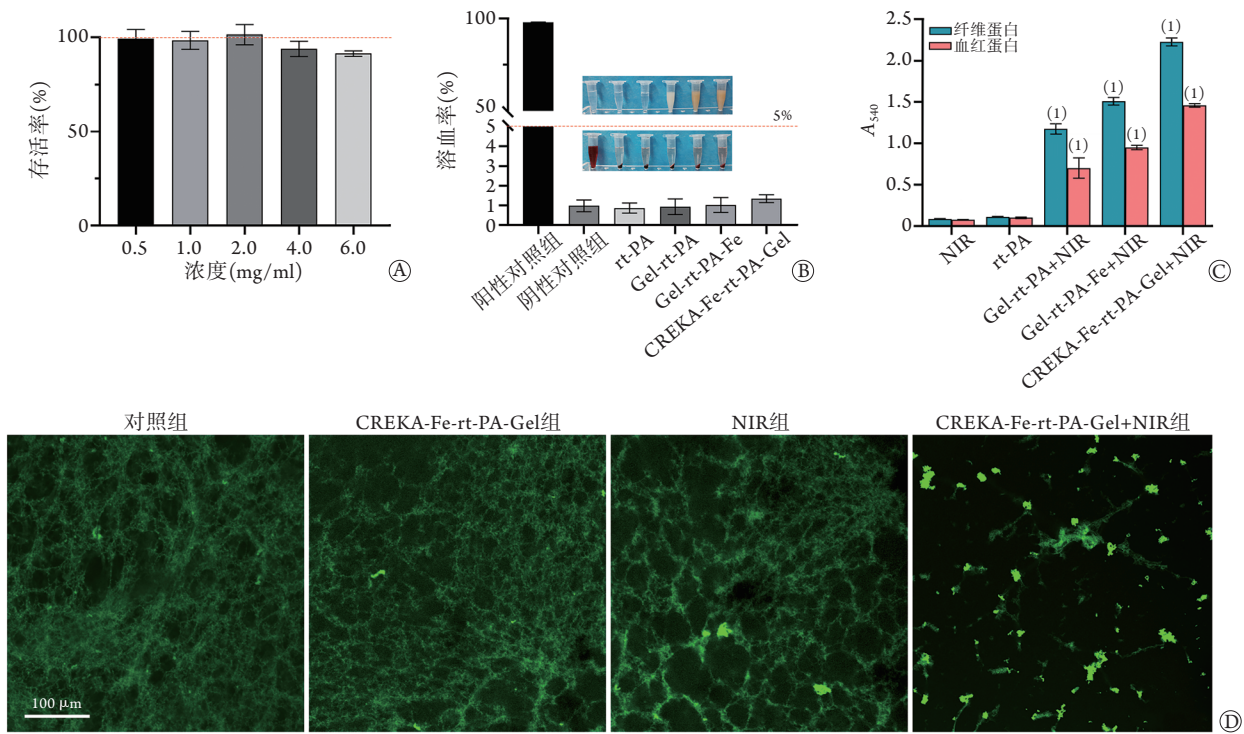 存活率(%)
100
50
0
0.5 1.0 2.0 4.0 6.0
浓度(mg/ml)
Ⓐ
溶血率(%)
100
50
5
4
3
2
1
0
5%
阳性对照组
阴性对照组
rt-PA
Gel-rt-PA
Gel-rt-PA-Fe
CREKA-Fe-rt-PA-Gel
Ⓑ
A540
2.5
2.0
1.5
1.0
0.5
0
纤维蛋白
血红蛋白
(1)
(1)
(1)
(1)
(1)
(1)
NIR
rt-PA
Gel-rt-PA+NIR
Gel-rt-PA-Fe+NIR
CREKA-Fe-rt-PA-Gel+NIR
Ⓒ
对照组
CREKA-Fe-rt-PA-Gel组
NIR组
CREKA-Fe-rt-PA-Gel+NIR组
100 μm
Ⓓ